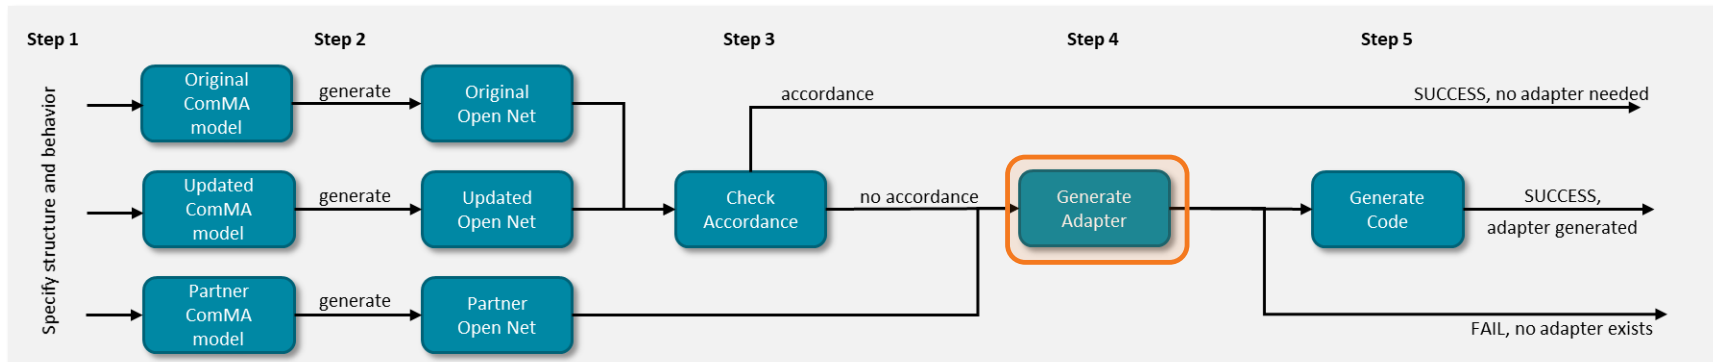 Step 1
Step 2
Step 3
Step 4
Step 5
Specify structure and behavior
Original
ComMA
model
generate
Original
Open Net
accordance
SUCCESS, no adapter needed
Updated
ComMA
model
generate
Updated
Open Net
Check
Accordance
no accordance
Generate
Adapter
Generate
Code
SUCCESS,
adapter generated
Partner
ComMA
model
generate
Partner
Open Net
FAIL, no adapter exists